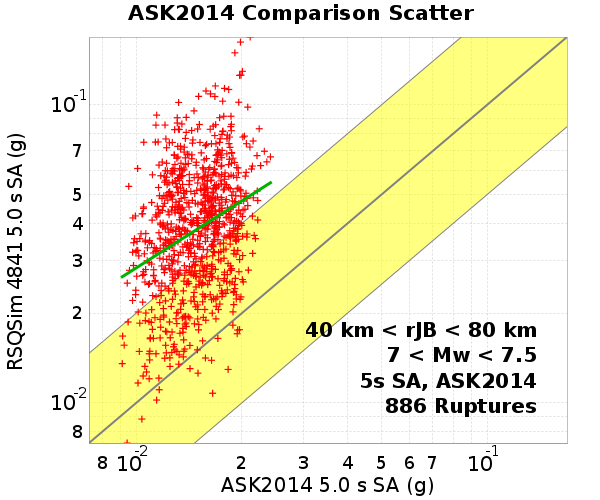 ASK2014 Comparison Scatter
RSQSim 4841 5.0 s SA (g)
10⁻¹
7
5
4
3
2
10⁻²
8
40 km < rJB < 80 km
7 < Mw < 7.5
5s SA, ASK2014
886 Ruptures
8 10⁻² 2 3 4 5 6 7 10⁻¹
ASK2014 5.0 s SA (g)